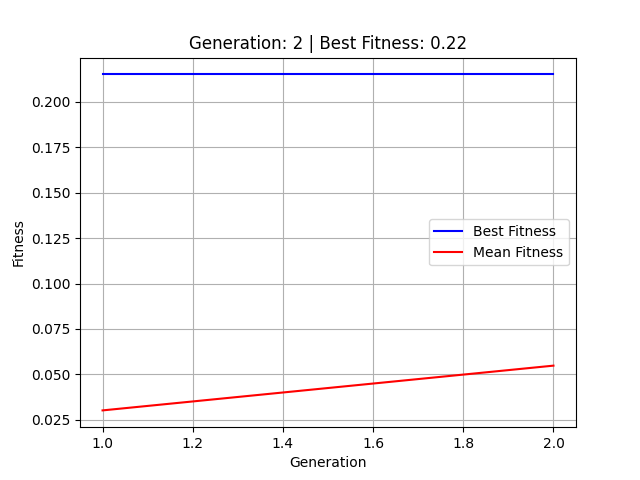 Generation: 2 | Best Fitness: 0.22
Fitness
0.200
0.175
0.150
0.125
0.100
0.075
0.050
0.025
Best Fitness
Mean Fitness
1.0 1.2 1.4 1.6 1.8 2.0
Generation